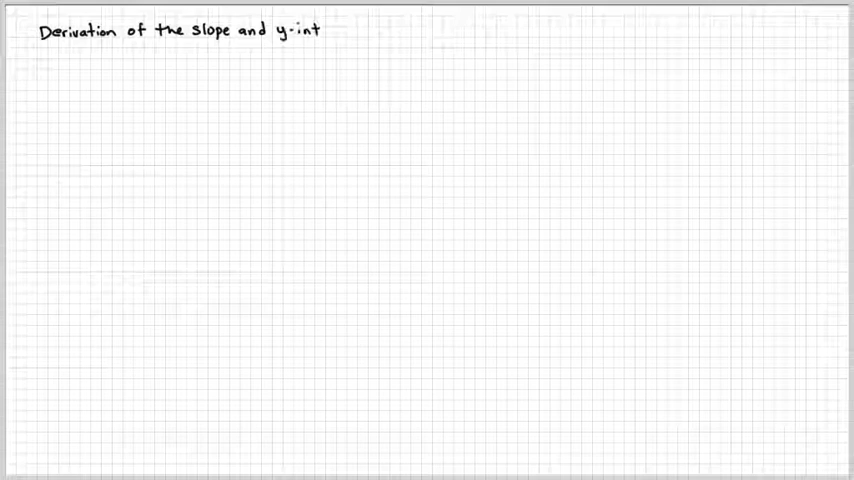 Derivation of the slope and y-int